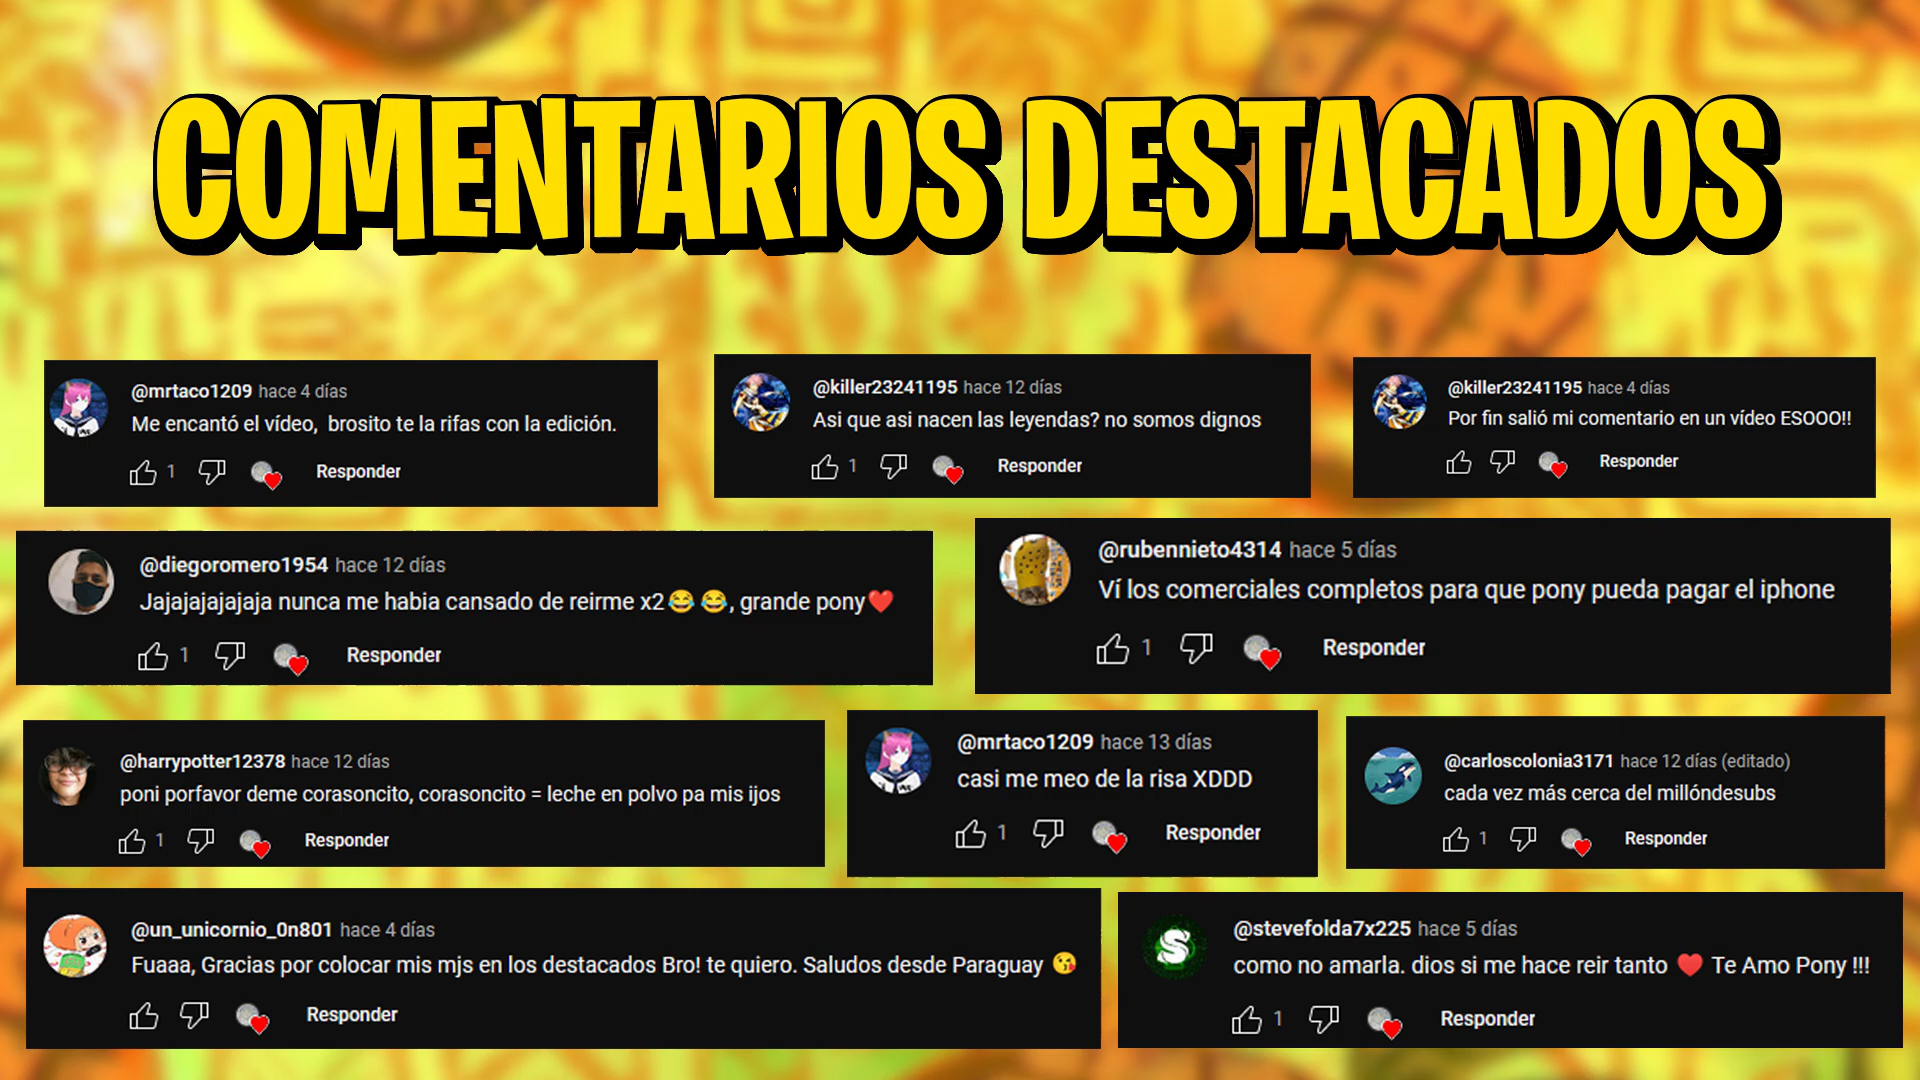 COMENTARIOS DESTACADOS
@mrtaco1209 hace 4 días
Me encantó el vídeo, brosito te la rifas con la edición.
1 Responder
@killer23241195 hace 12 días
Asi que asi nacen las leyendas? no somos dignos
1 Responder
@killer23241195 hace 4 días
Por fin salió mi comentario en un vídeo ESOOO!!
Responder
@diegoromero1954 hace 12 días
Jajajajajajaja nunca me habia cansado de reirme x2😂😂, grande pony❤️
1 Responder
@rubennieto4314 hace 5 días
Ví los comerciales completos para que pony pueda pagar el iphone
1 Responder
@harrypotter12378 hace 12 días
poni porfavor deme corasoncito, corasoncito = leche en polvo pa mis ijos
1 Responder
@mrtaco1209 hace 13 días
casi me meo de la risa XDDD
1 Responder
@carloscolonia3171 hace 12 días (editado)
cada vez más cerca del millóndesubs
1 Responder
@un_unicornio_0n801 hace 4 días
Fuaaa, Gracias por colocar mis mjs en los destacados Bro! te quiero. Saludos desde Paraguay 😘
Responder
@stevefolda7x225 hace 5 días
como no amarla. dios si me hace reir tanto ❤️ Te Amo Pony !!!
1 Responder